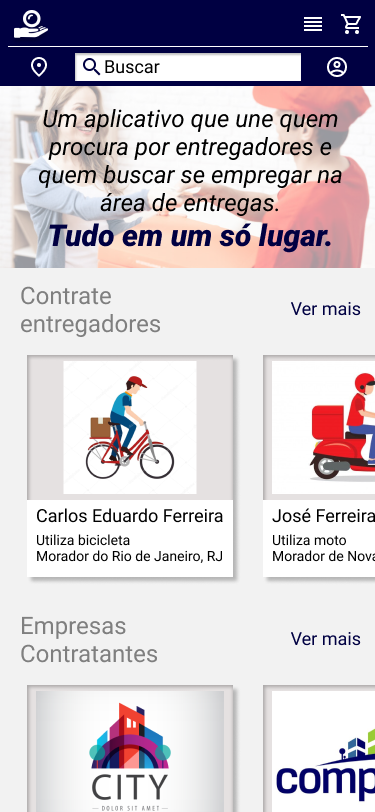 Buscar
Um aplicativo que une quem
procura por entregadores e
quem buscar se empregar na
área de entregas.
Tudo em um só lugar.
Contrate
entregadores
Ver mais
Carlos Eduardo Ferreira
Utiliza bicicleta
Morador do Rio de Janeiro, RJ
José Ferreira
Utiliza moto
Morador de Nova
Empresas
Contratantes
Ver mais
CITY
DOLOR SIT AMET
comp